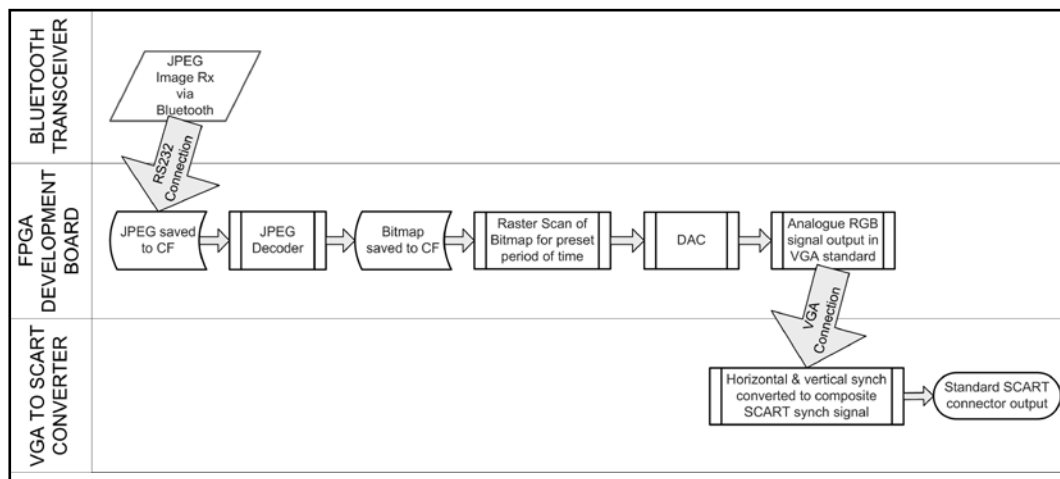 BLUETOOTH
TRANSCEIVER
JPEG
Image Rx
via
Bluetooth
RS232
Connection
FPGA
DEVELOPMENT
BOARD
JPEG saved
to CF
JPEG
Decoder
Bitmap
saved to CF
Raster Scan of
Bitmap for preset
period of time
DAC
Analogue RGB
signal output in
VGA standard
VGA
Connection
VGA TO SCART
CONVERTER
Horizontal & vertical synch
converted to composite
SCART synch signal
Standard SCART
connector output